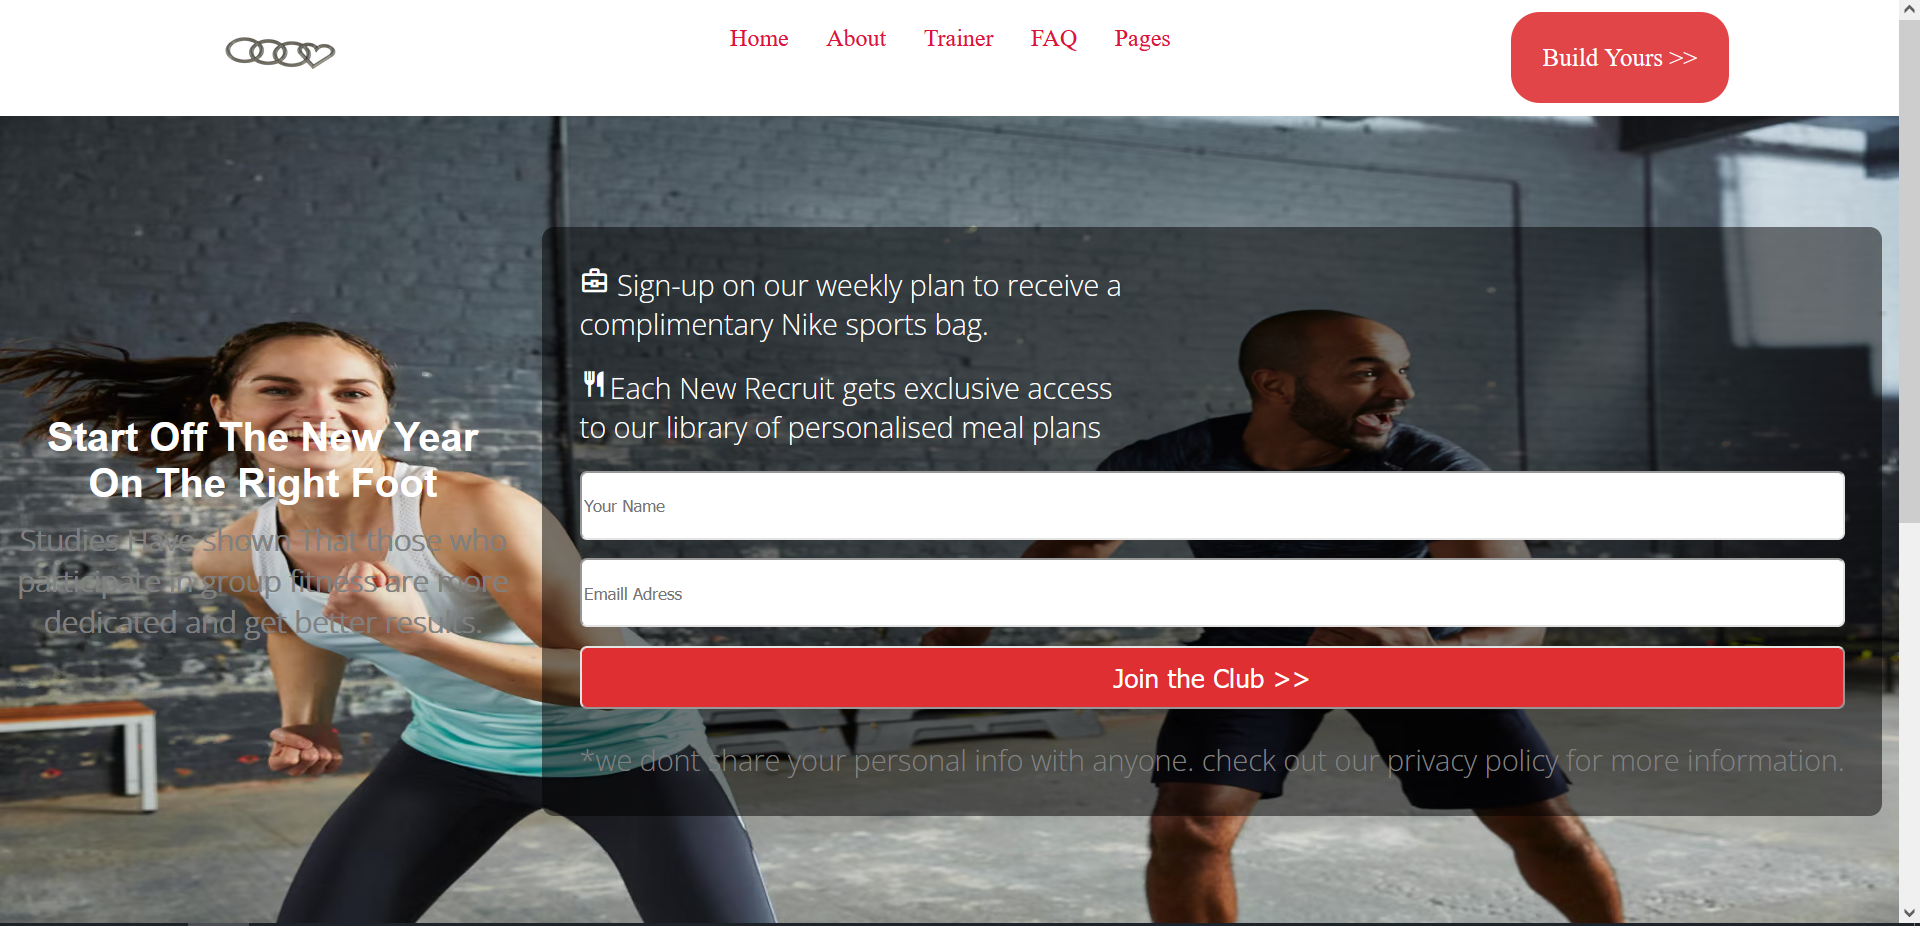 Home About Trainer FAQ Pages
Build Yours >>
Sign-up on our weekly plan to receive a
complimentary Nike sports bag.
Each New Recruit gets exclusive access
to our library of personalised meal plans
Start Off The New Year
On The Right Foot
Studies Have shown That those who
participate in group fitness are more
dedicated and get better results.
Your Name
Emaill Adress
Join the Club >>
*we dont share your personal info with anyone. check out our privacy policy for more information.